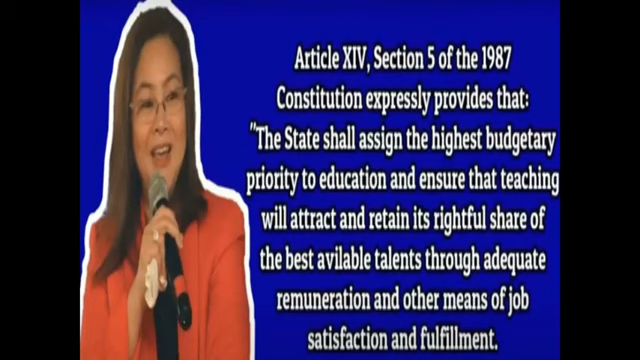 Article XIV, Section 5 of the 1987
Constitution expressly provides that:
"The State shall assign the highest budgetary
priority to education and ensure that teaching
will attract and retain its rightful share of
the best avilable talents through adequate
remuneration and other means of job
satisfaction and fulfillment.